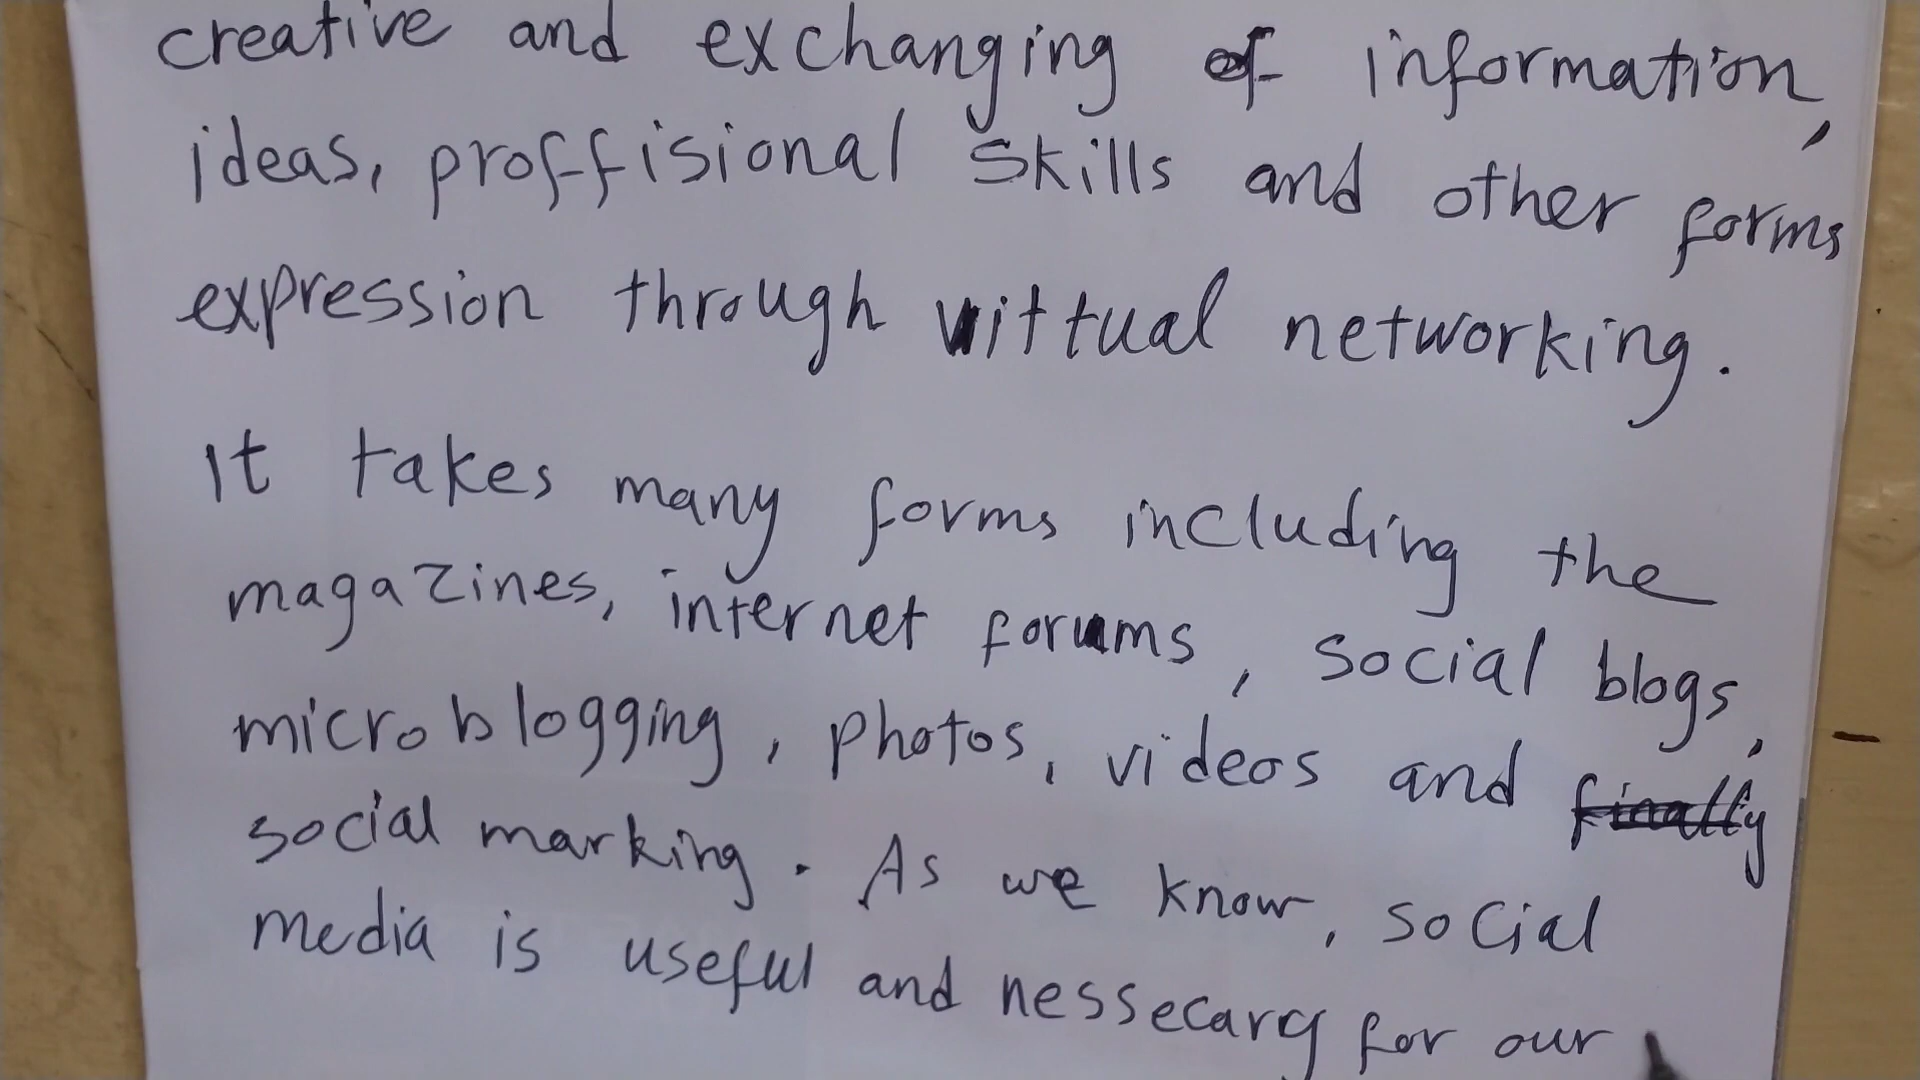 creative and exchanging of information,
ideas, proffisional skills and other forms
expression through vittual networking.
It takes many forms including the
magazines, internet forums, social blogs,
microblogging, photos, videos and finally
social marking. As we know, social
media is useful and nessecary for our